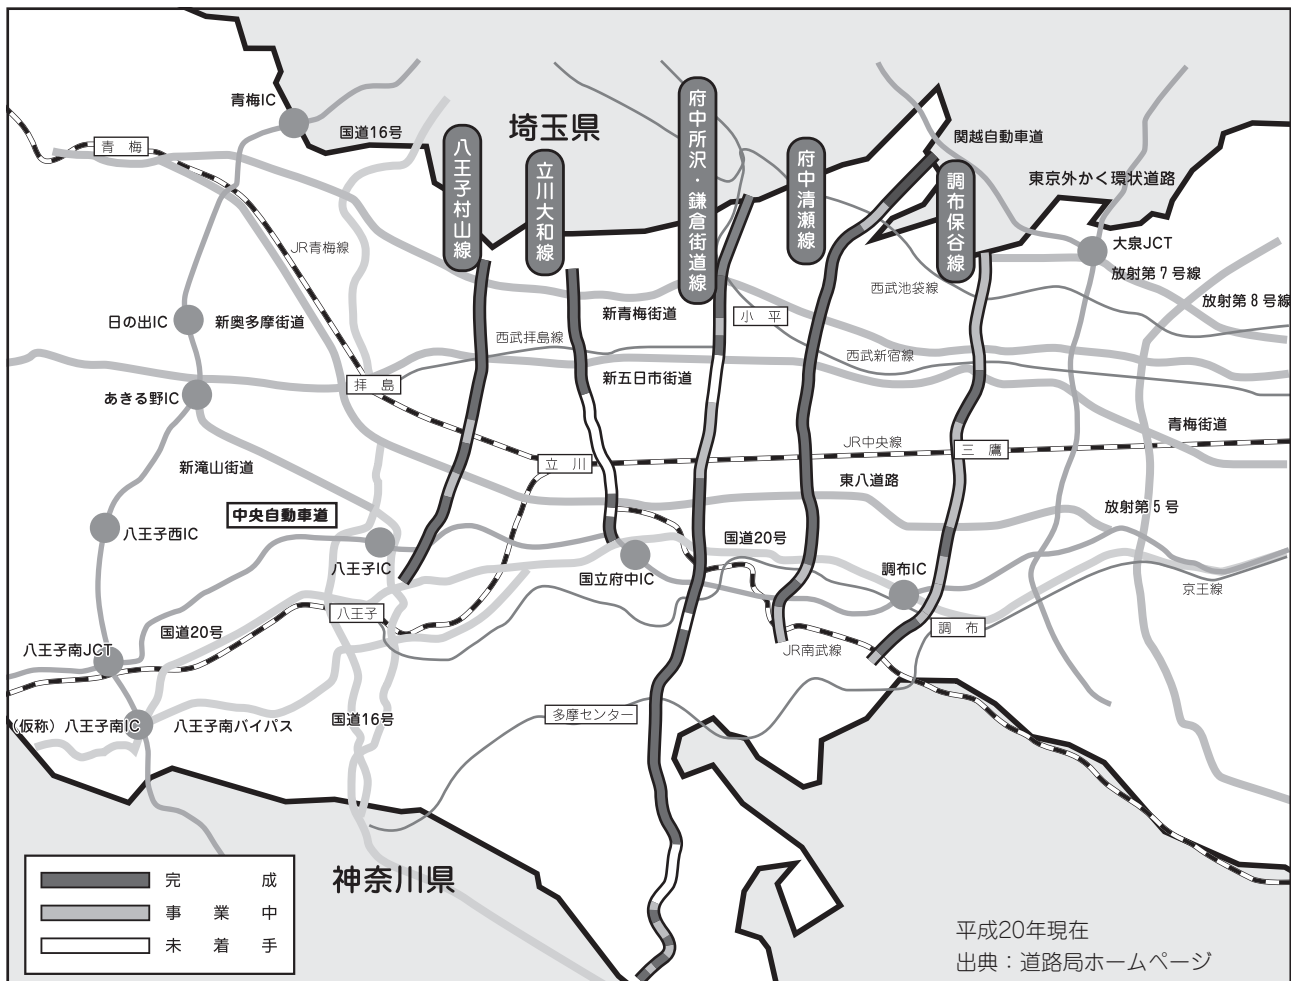 青梅IC
国道16号
埼玉県
青梅
八王子村山線
立川大和線
府中所沢・鎌倉街道線
府中清瀬線
調布保谷線
関越自動車道
東京外かく環状道路
大泉JCT
放射第7号線
放射第8号線
JR青梅線
西武池袋線
日の出IC
新奥多摩街道
新青梅街道
小平
西武拝島線
西武新宿線
拝島
新五日市街道
あきる野IC
青梅街道
JR中央線
三鷹
立川
新滝山街道
東八道路
中央自動車道
放射第5号
八王子西IC
国道20号
八王子IC
国立府中IC
調布IC
京王線
八王子
国道20号
調布
八王子南JCT
JR南武線
(仮称)八王子南IC
八王子南バイパス
国道16号
多摩センター
神奈川県
完成
事業中
未着手
平成20年現在
出典：道路局ホームページ